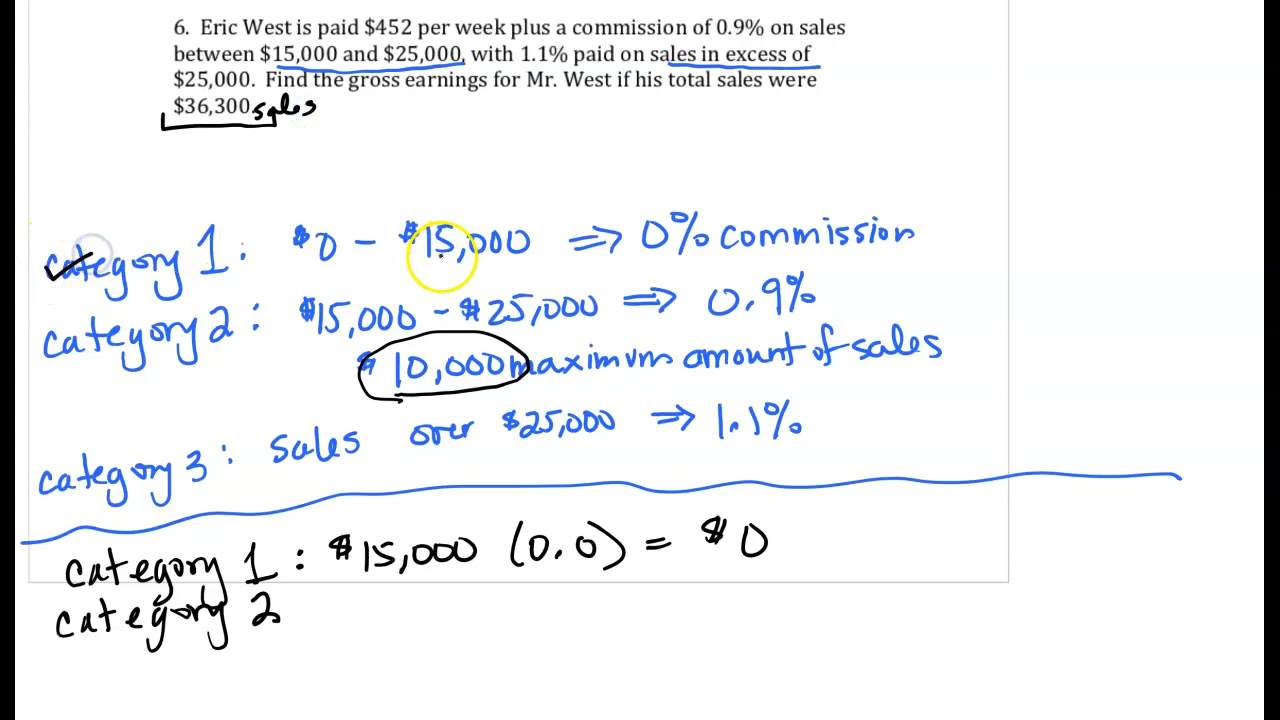 6. Eric West is paid $452 per week plus a commission of 0.9% on sales
between $15,000 and $25,000, with 1.1% paid on sales in excess of
$25,000. Find the gross earnings for Mr. West if his total sales were
$36,300 sales
category 1: $0 - $15,000 ⇒ 0% commission
category 2: $15,000 - $25,000 ⇒ 0.9%
$10,000 maximum amount of sales
category 3: sales over $25,000 ⇒ 1.1%
category 1: $15,000 (0.0) = $0
category 2